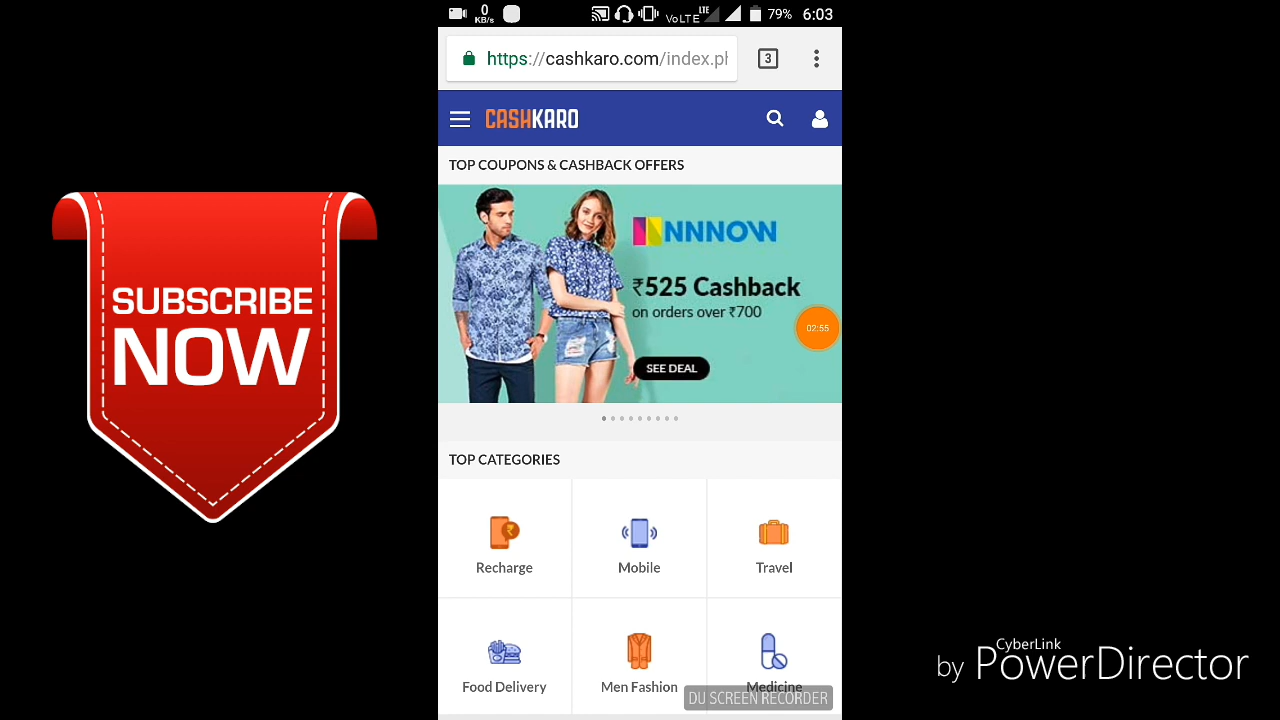 0
KB/s
VoLTE
LTE
79%
6:03
https://cashkaro.com/index.pl
3
CASHKARO
TOP COUPONS & CASHBACK OFFERS
NNNOW
₹525 Cashback
on orders over ₹700
02:55
SEE DEAL
SUBSCRIBE
NOW
TOP CATEGORIES
Recharge
Mobile
Travel
Food Delivery
Men Fashion
Medicine
DU SCREEN RECORDER
CyberLink
by PowerDirector